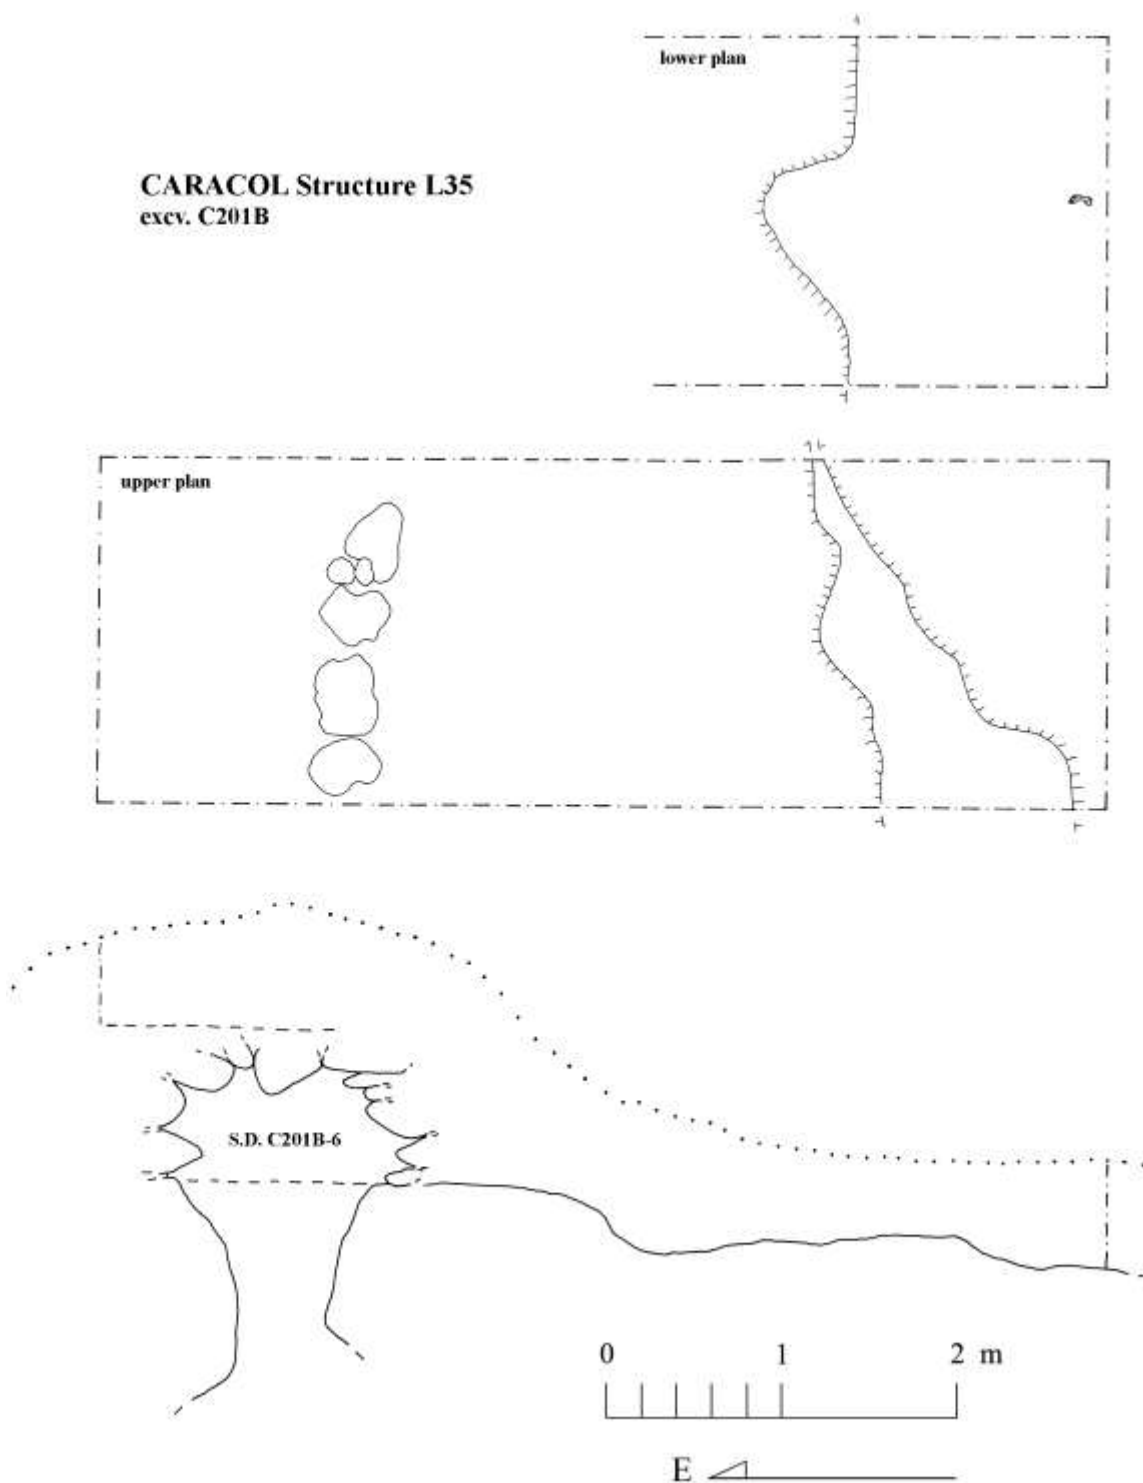 lower plan
CARACOL Structure L35
excv. C201B
upper plan
S.D. C201B-6
0 1 2 m
E